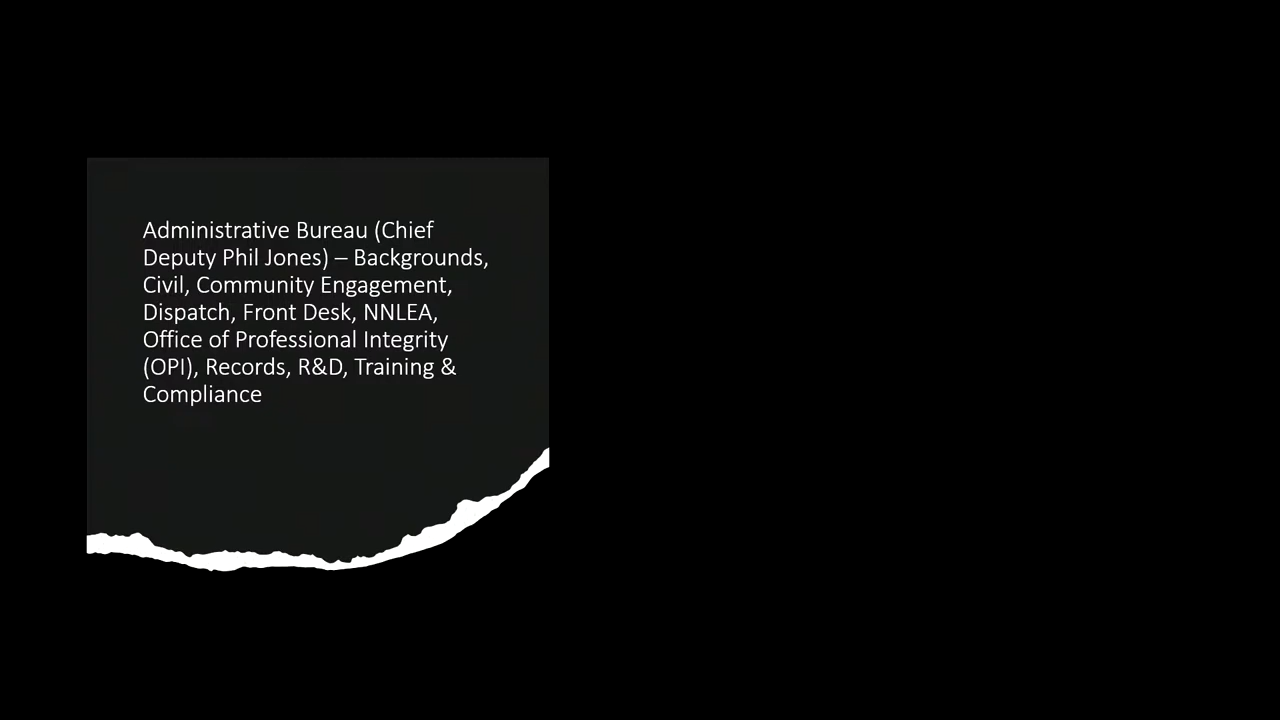 Administrative Bureau (Chief
Deputy Phil Jones) – Backgrounds,
Civil, Community Engagement,
Dispatch, Front Desk, NNLEA,
Office of Professional Integrity
(OPI), Records, R&D, Training &
Compliance